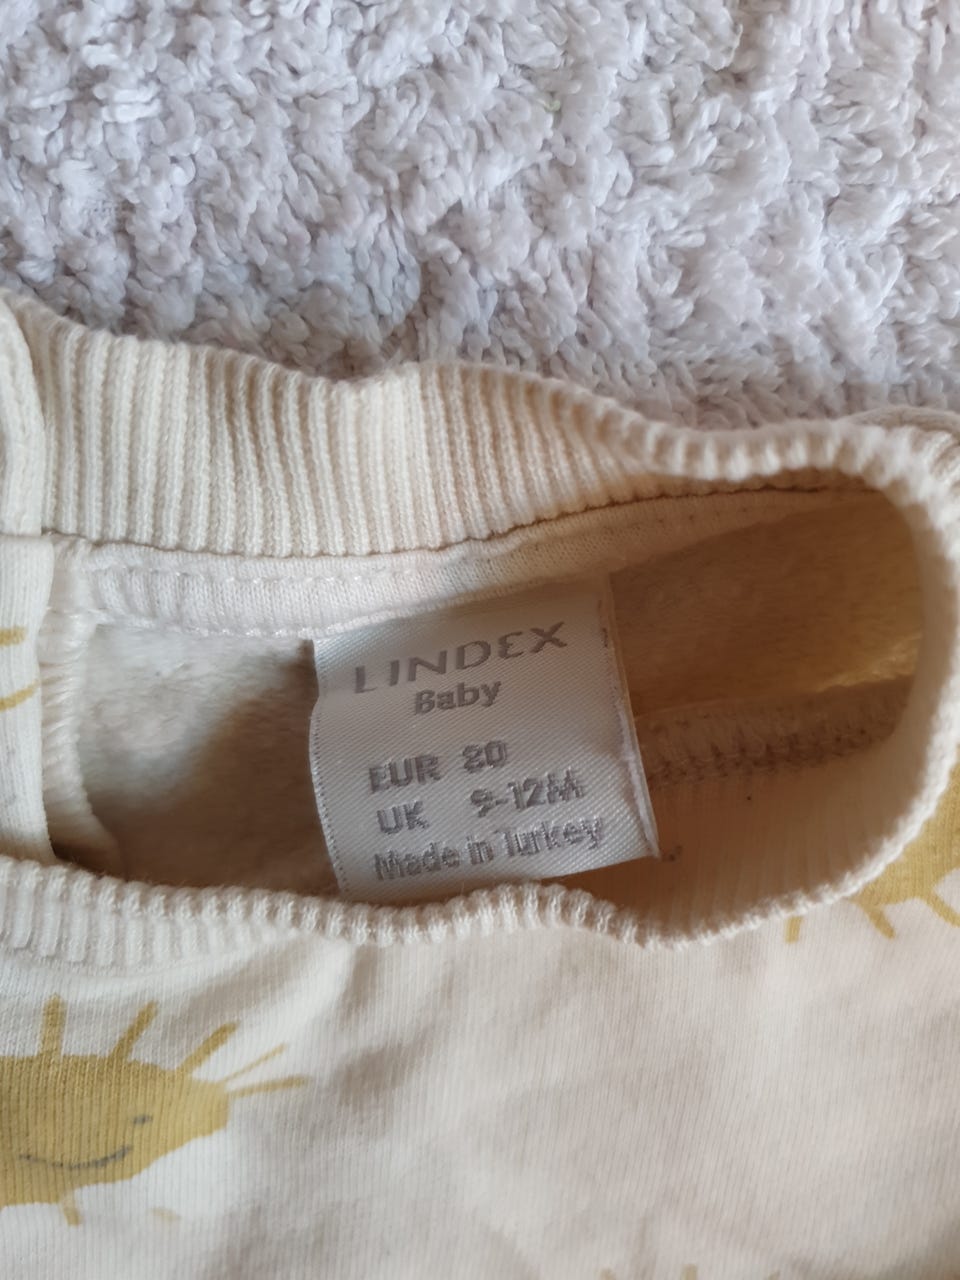 LINDEX
Baby
EUR 80
UK 9-12M
Made in Turkey